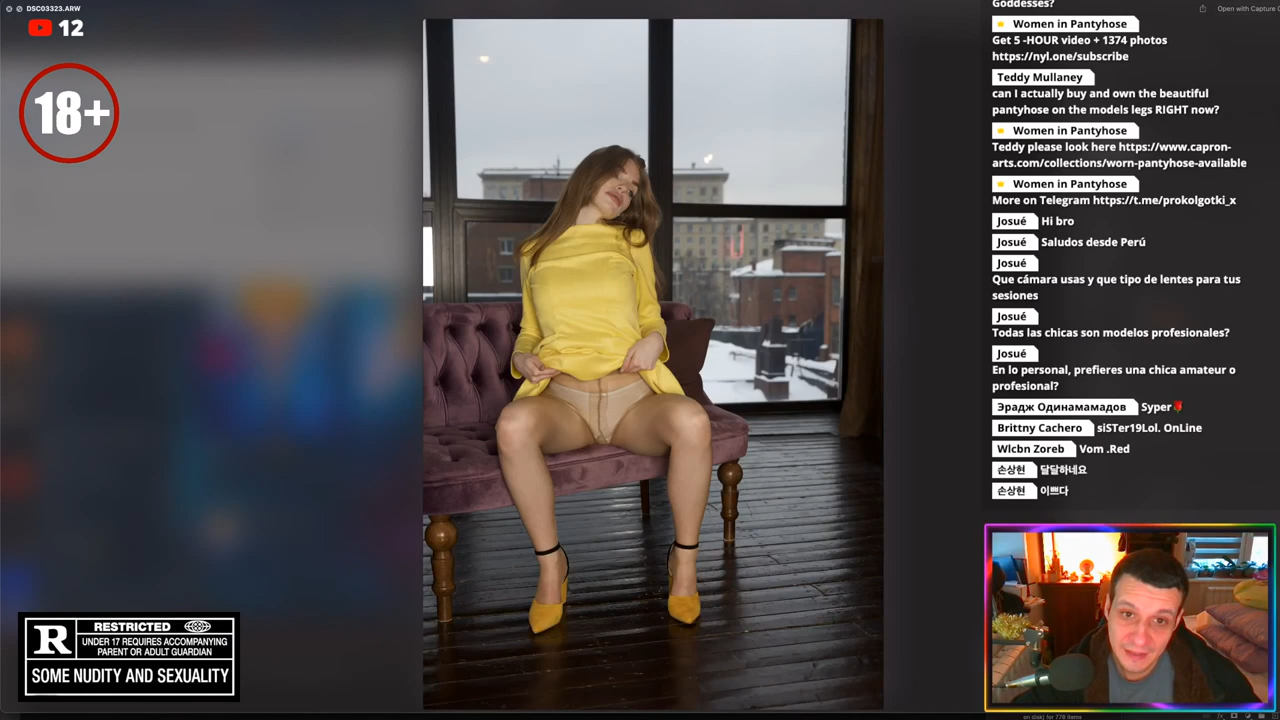 DSC03323.ARW
Open with Capture
12
18+
Goddesses?
Women in Pantyhose
Get 5 -HOUR video + 1374 photos
https://nyl.one/subscribe
Teddy Mullaney
can I actually buy and own the beautiful
pantyhose on the models legs RIGHT now?
Women in Pantyhose
Teddy please look here https://www.capron-
arts.com/collections/worn-pantyhose-available
Women in Pantyhose
More on Telegram https://t.me/prokolgotki_x
Josué Hi bro
Josué Saludos desde Perú
Josué
Que cámara usas y que tipo de lentes para tus
sesiones
Josué
Todas las chicas son modelos profesionales?
Josué
En lo personal, prefieres una chica amateur o
profesional?
Эрадж Одинамамадов Syper
Brittny Cachero siSTer19Lol. OnLine
Wlcbn Zoreb Vom .Red
손상현 달달하네요
손상현 이쁘다
R
RESTRICTED
UNDER 17 REQUIRES ACCOMPANYING
PARENT OR ADULT GUARDIAN
SOME NUDITY AND SEXUALITY
on disk) for 778 items